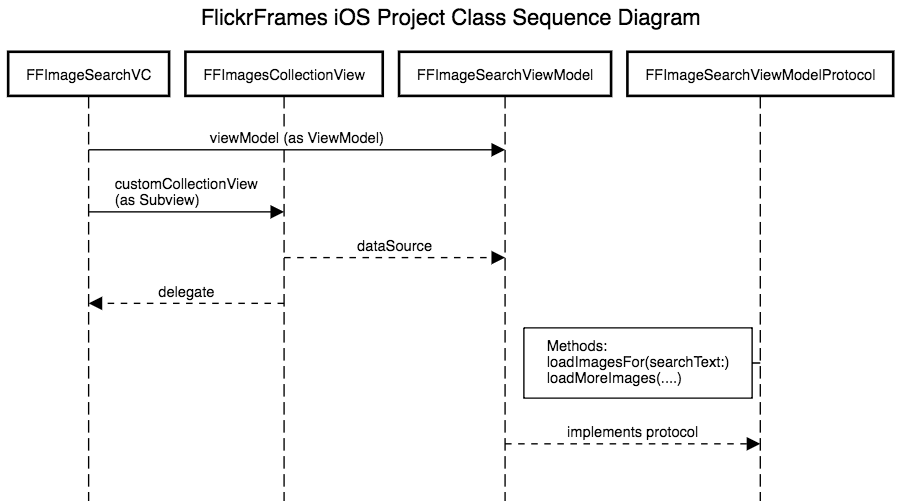 FlickrFrames iOS Project Class Sequence Diagram
FFImageSearchVC
FFImagesCollectionView
FFImageSearchViewModel
FFImageSearchViewModelProtocol
viewModel (as ViewModel)
customCollectionView
(as Subview)
dataSource
delegate
Methods:
loadImagesFor(searchText:)
loadMoreImages(....)
implements protocol